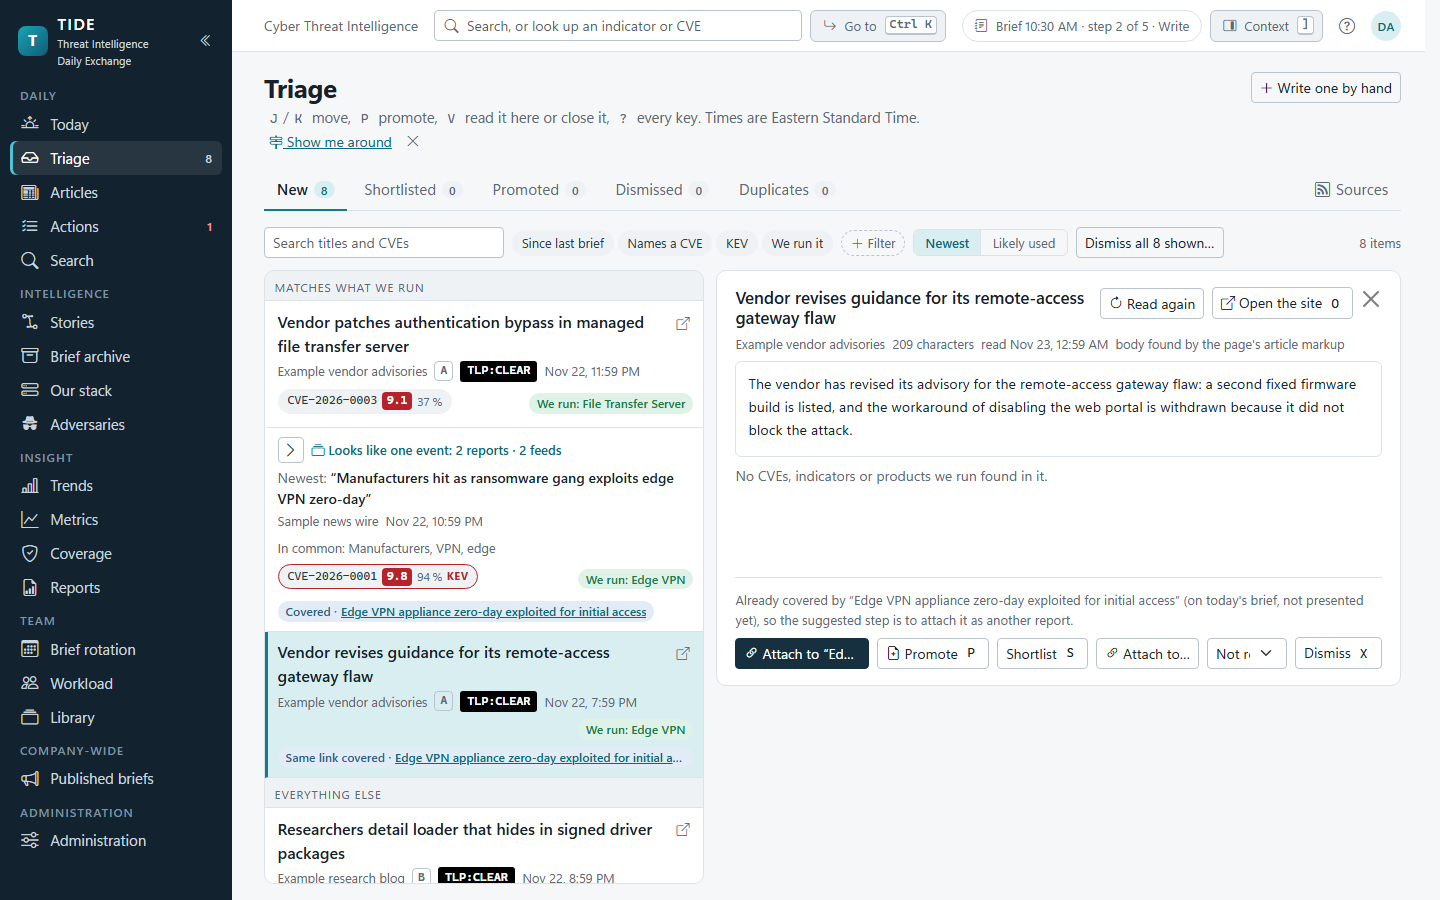 T
TIDE
Threat Intelligence
Daily Exchange
DAILY
Today
Triage 8
Articles
Actions 1
Search
INTELLIGENCE
Stories
Brief archive
Our stack
Adversaries
INSIGHT
Trends
Metrics
Coverage
Reports
TEAM
Brief rotation
Workload
Library
COMPANY-WIDE
Published briefs
ADMINISTRATION
Administration
Cyber Threat Intelligence
Search, or look up an indicator or CVE
Go to Ctrl K
Brief 10:30 AM · step 2 of 5 · Write
Context ]
?
DA
Triage
+ Write one by hand
J / K move, P promote, V read it here or close it, ? every key. Times are Eastern Standard Time.
Show me around
New 8
Shortlisted 0
Promoted 0
Dismissed 0
Duplicates 0
Sources
Search titles and CVEs
Since last brief
Names a CVE
KEV
We run it
+ Filter
Newest
Likely used
Dismiss all 8 shown...
8 items
MATCHES WHAT WE RUN
Vendor patches authentication bypass in managed
file transfer server
Example vendor advisories A TLP:CLEAR Nov 22, 11:59 PM
CVE-2026-0003 9.1 37 %
We run: File Transfer Server
Looks like one event: 2 reports · 2 feeds
Newest: “Manufacturers hit as ransomware gang exploits edge
VPN zero-day”
Sample news wire Nov 22, 10:59 PM
In common: Manufacturers, VPN, edge
CVE-2026-0001 9.8 94 % KEV
We run: Edge VPN
Covered · Edge VPN appliance zero-day exploited for initial access
Vendor revises guidance for its remote-access
gateway flaw
Example vendor advisories A TLP:CLEAR Nov 22, 7:59 PM
We run: Edge VPN
Same link covered · Edge VPN appliance zero-day exploited for initial a...
EVERYTHING ELSE
Researchers detail loader that hides in signed driver
packages
Example research blog B TLP:CLEAR Nov 22, 8:59 PM
Vendor revises guidance for its remote-access
gateway flaw
Read again
Open the site O
Example vendor advisories 209 characters read Nov 23, 12:59 AM body found by the page's article markup
The vendor has revised its advisory for the remote-access gateway flaw: a second fixed firmware
build is listed, and the workaround of disabling the web portal is withdrawn because it did not
block the attack.
No CVEs, indicators or products we run found in it.
Already covered by “Edge VPN appliance zero-day exploited for initial access” (on today's brief, not presented
yet), so the suggested step is to attach it as another report.
Attach to “Ed...
Promote P
Shortlist S
Attach to...
Not r
Dismiss X